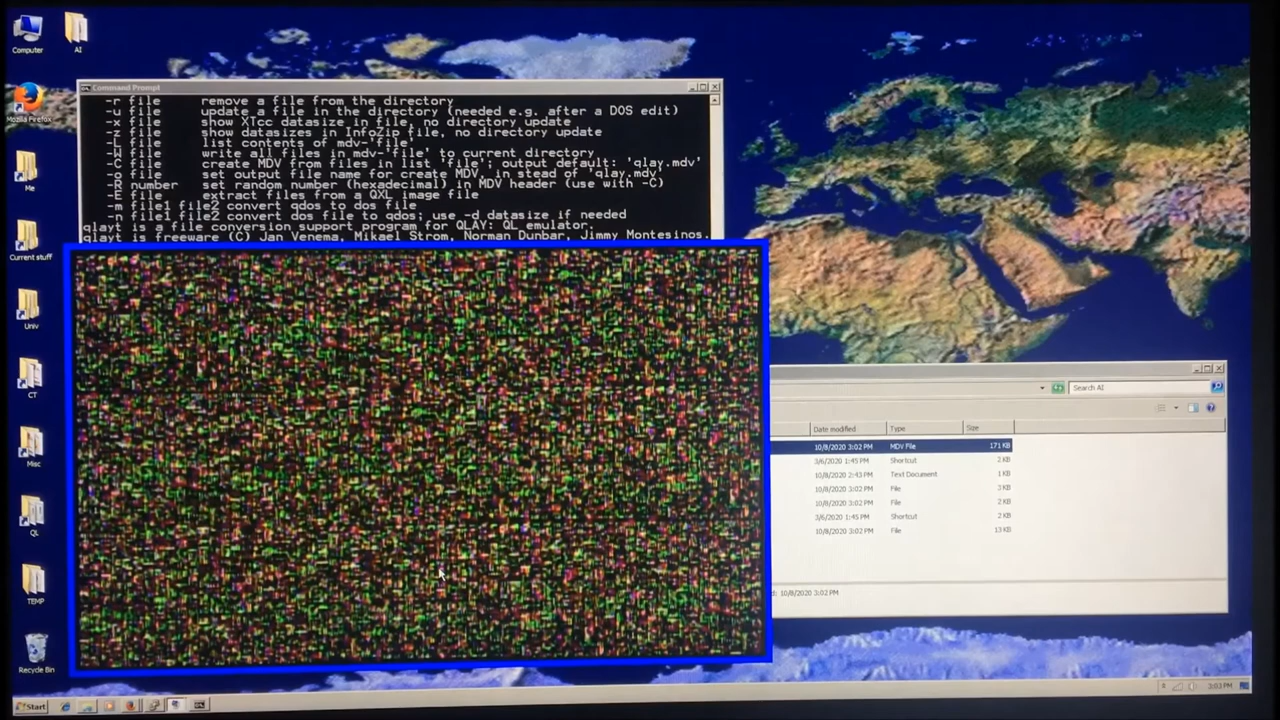 Computer
AI
Mozilla Firefox
Me
Current stuff
Univ
CT
Misc
QL
TEMP
Recycle Bin
Command Prompt
-r file remove a file from the directory
-u file update a file in the directory (needed e.g. after a DOS edit)
-x file show XTcc datasize in file, no directory update
-z file show datasizes in InfoZip file, no directory update
-L file list contents of mdv-'file'
-W file write all files in mdv-'file' to current directory
-C file create MDV from files in list 'file'; output default: 'qlay.mdv'
-o file set output file name for create MDV, in stead of 'qlay.mdv
-R number set random number (hexadecimal) in MDV header (use with -C)
-E file extract files from a QXL image file
-m file1 file2 convert qdos to dos file
-n file1 file2 convert dos file to qdos; use -d datasize if needed
qlayt is a file conversion support program for QLAY: QL emulator.
qlayt is freeware (C) Jan Venema, Mikael Strom, Norman Dunbar, Jimmy Montesinos.
Search AI
Date modified Type Size
10/8/2020 3:02 PM MDV File 171 KB
3/6/2020 1:45 PM Shortcut 2 KB
10/8/2020 2:43 PM Text Document 1 KB
10/8/2020 3:02 PM File 3 KB
10/8/2020 3:02 PM File 2 KB
3/6/2020 1:45 PM Shortcut 2 KB
10/8/2020 3:02 PM File 13 KB
10/8/2020 3:02 PM
Start
3:03 PM